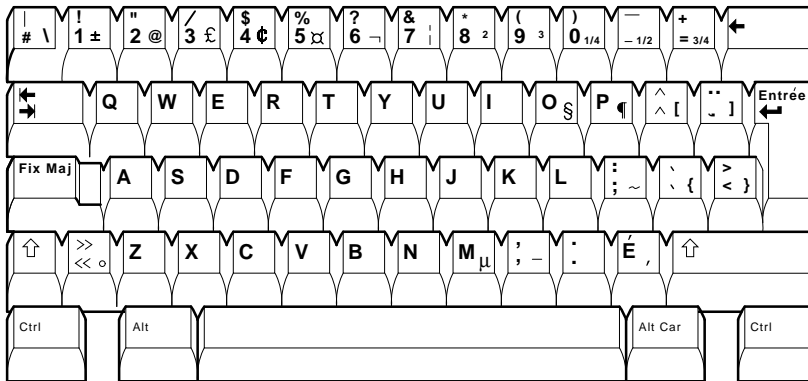 | ! " / $ % ? & * ( ) — +
# \ 1 ± 2 @ 3 £ 4 ¢ 5 ¤ 6 ¬ 7 ¦ 8 ² 9 ³ 0 1/4 – 1/2 = 3/4 ←
Q W E R T Y U I O § P ¶ ^ ^ [ ¨ ¸ ] Entrée
Fix Maj A S D F G H J K L : ; ~ ` ` { > < }
⇧ >> << ° Z X C V B N M µ ' , – . . É ´ ⇧
Ctrl Alt Alt Car Ctrl